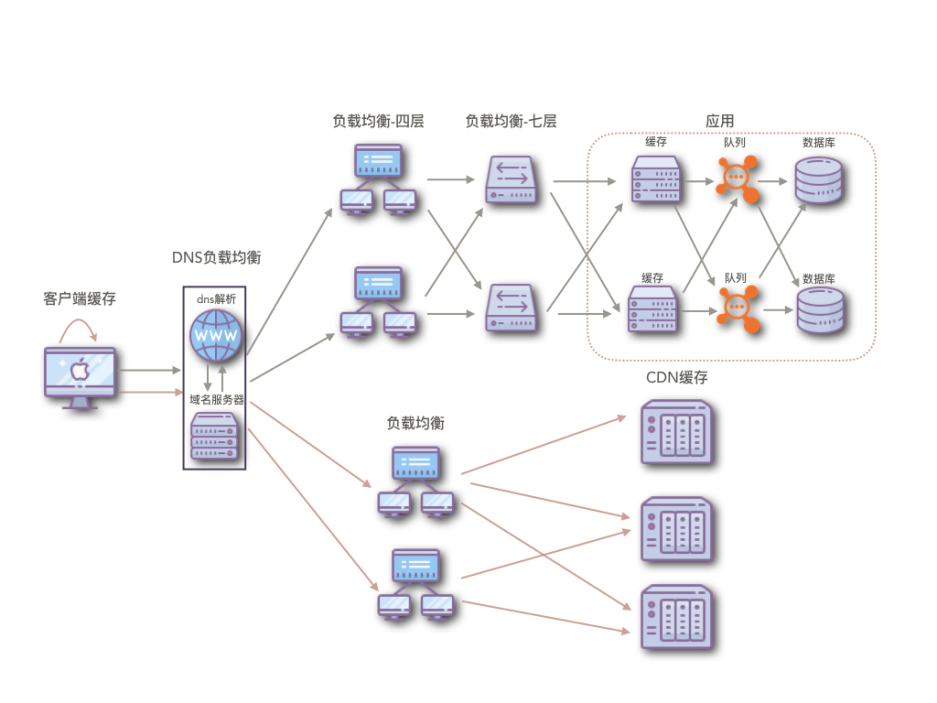 负载均衡-四层
负载均衡-七层
应用
缓存
队列
数据库
DNS负载均衡
dns解析
WWW
域名服务器
客户端缓存
缓存
队列
数据库
CDN缓存
负载均衡